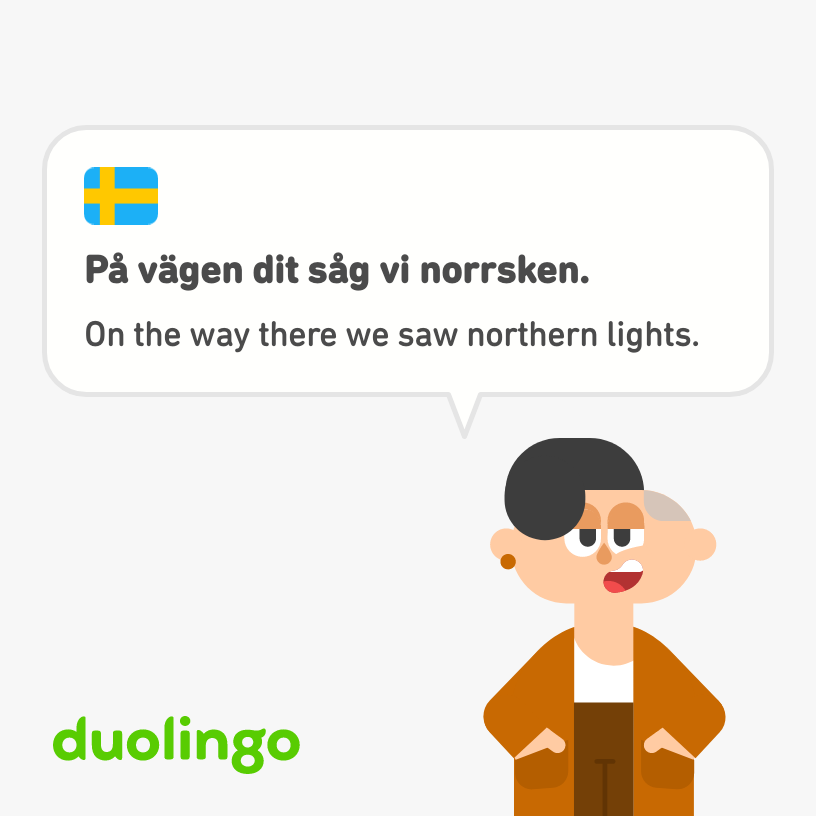 På vägen dit såg vi norrsken.
On the way there we saw northern lights.
duolingo